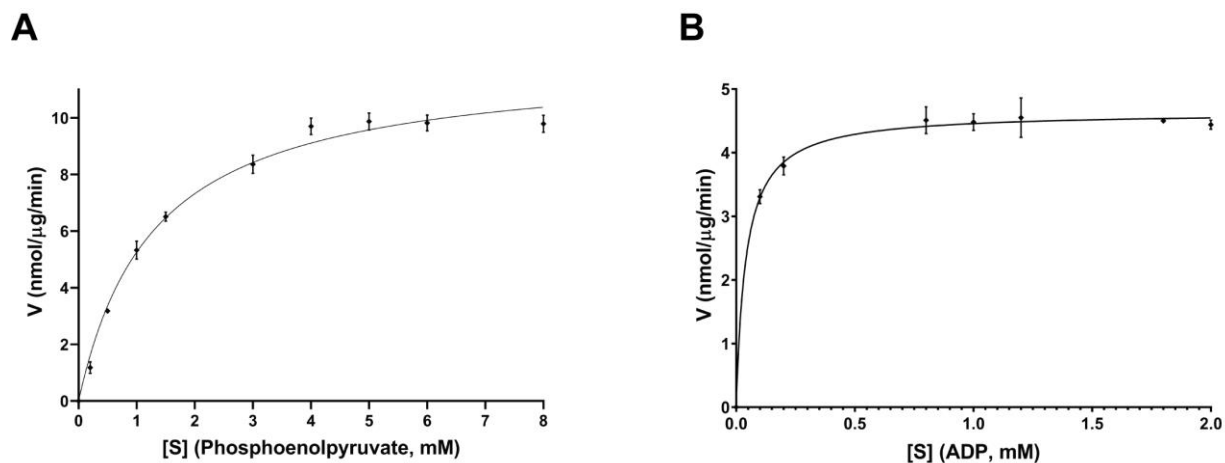 A
V (nmol/μg/min)
10
8
6
4
2
0
0 1 2 3 4 5 6 7 8
[S] (Phosphoenolpyruvate, mM)
B
V (nmol/μg/min)
5
4
3
2
1
0
0.0 0.5 1.0 1.5 2.0
[S] (ADP, mM)